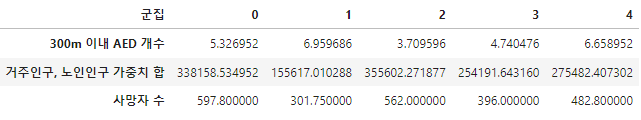 군집 0 1 2 3 4
300m 이내 AED 개수 5.326952 6.959686 3.709596 4.740476 6.658952
거주인구, 노인인구 가중치 합 338158.534952 155617.010288 355602.271877 254191.643160 275482.407302
사망자 수 597.800000 301.750000 562.000000 396.000000 482.800000